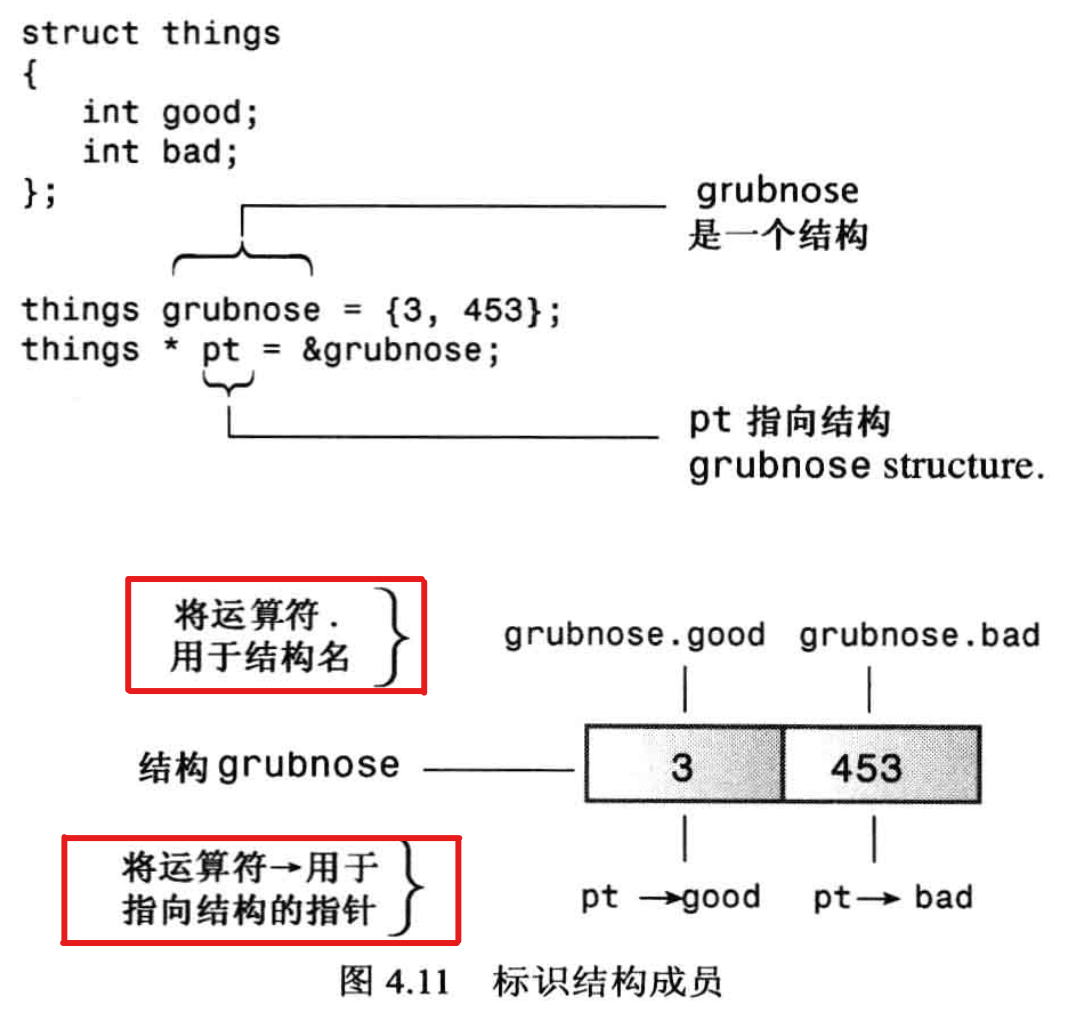 struct things
{
int good;
int bad;
};
grubnose
是一个结构
things grubnose = {3, 453};
things * pt = &grubnose;
pt 指向结构
grubnose structure.
将运算符 .
用于结构名
grubnose.good grubnose.bad
结构 grubnose
3 453
将运算符→用于
指向结构的指针
pt →good pt→ bad
图 4.11 标识结构成员